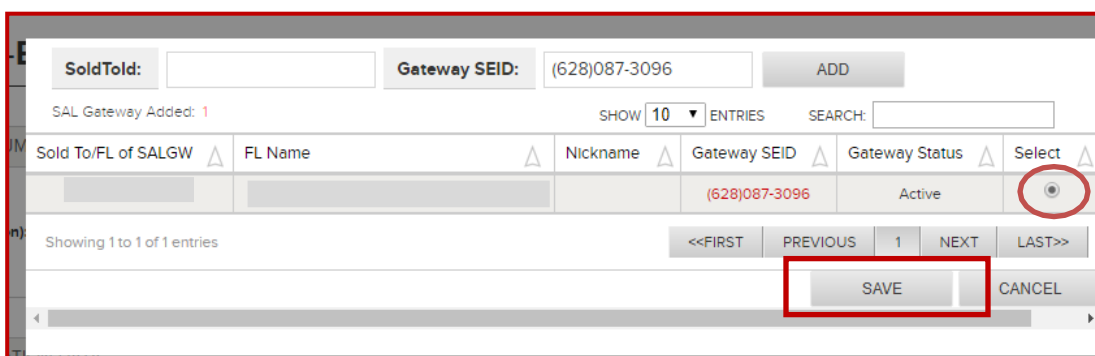 SoldToId: Gateway SEID: (628)087-3096 ADD
SAL Gateway Added: 1 SHOW 10 ENTRIES SEARCH:
Sold To/FL of SALGW FL Name Nickname Gateway SEID Gateway Status Select
(628)087-3096 Active
Showing 1 to 1 of 1 entries <<FIRST PREVIOUS 1 NEXT LAST>>
SAVE CANCEL